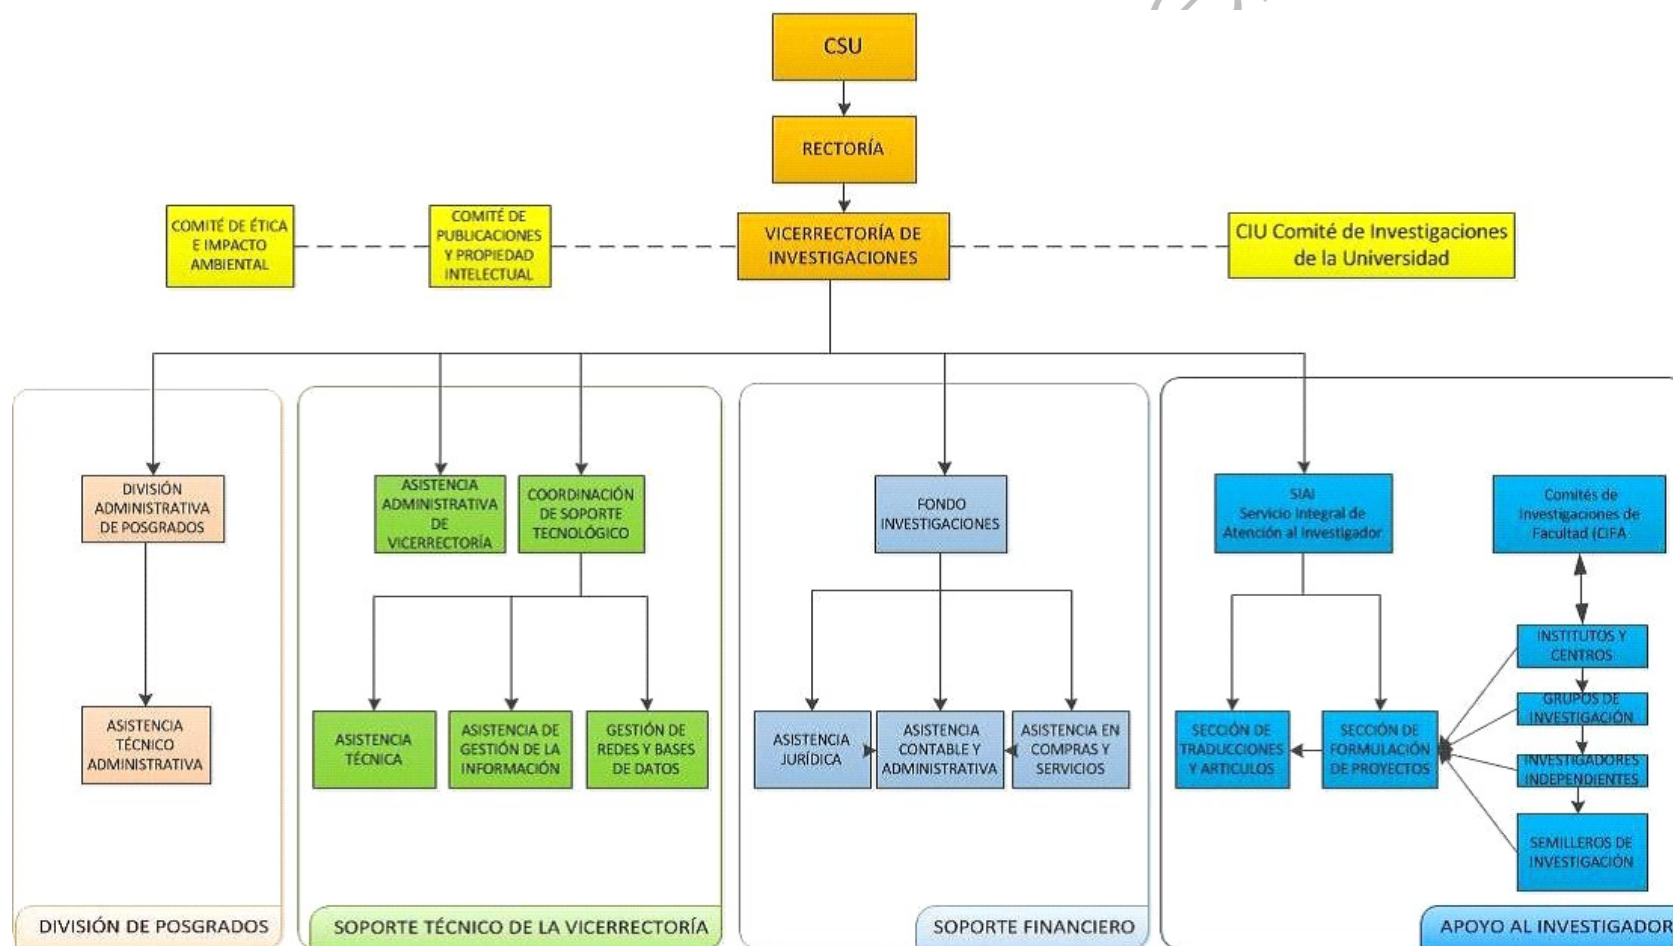 CSU
RECTORÍA
COMITÉ DE ÉTICA
E IMPACTO
AMBIENTAL
COMITÉ DE
PUBLICACIONES
Y PROPIEDAD
INTELECTUAL
VICERRECTORÍA DE
INVESTIGACIONES
CIU Comité de Investigaciones
de la Universidad
DIVISIÓN
ADMINISTRATIVA
DE POSGRADOS
ASISTENCIA
ADMINISTRATIVA
DE
VICERRECTORÍA
COORDINACIÓN
DE SOPORTE
TECNOLÓGICO
FONDO
INVESTIGACIONES
SIAI
Servicio Integral de
Atención al Investigador
Comités de
Investigaciones de
Facultad (CIFA
INSTITUTOS Y
CENTROS
GRUPOS DE
INVESTIGACIÓN
INVESTIGADORES
INDEPENDIENTES
SEMILLEROS DE
INVESTIGACIÓN
ASISTENCIA
TÉCNICO
ADMINISTRATIVA
ASISTENCIA
TÉCNICA
ASISTENCIA DE
GESTIÓN DE LA
INFORMACIÓN
GESTIÓN DE
REDES Y BASES
DE DATOS
ASISTENCIA
JURÍDICA
ASISTENCIA
CONTABLE Y
ADMINISTRATIVA
ASISTENCIA EN
COMPRAS Y
SERVICIOS
SECCIÓN DE
TRADUCCIONES
Y ARTICULOS
SECCIÓN DE
FORMULACIÓN
DE PROYECTOS
DIVISIÓN DE POSGRADOS
SOPORTE TÉCNICO DE LA VICERRECTORÍA
SOPORTE FINANCIERO
APOYO AL INVESTIGADOR